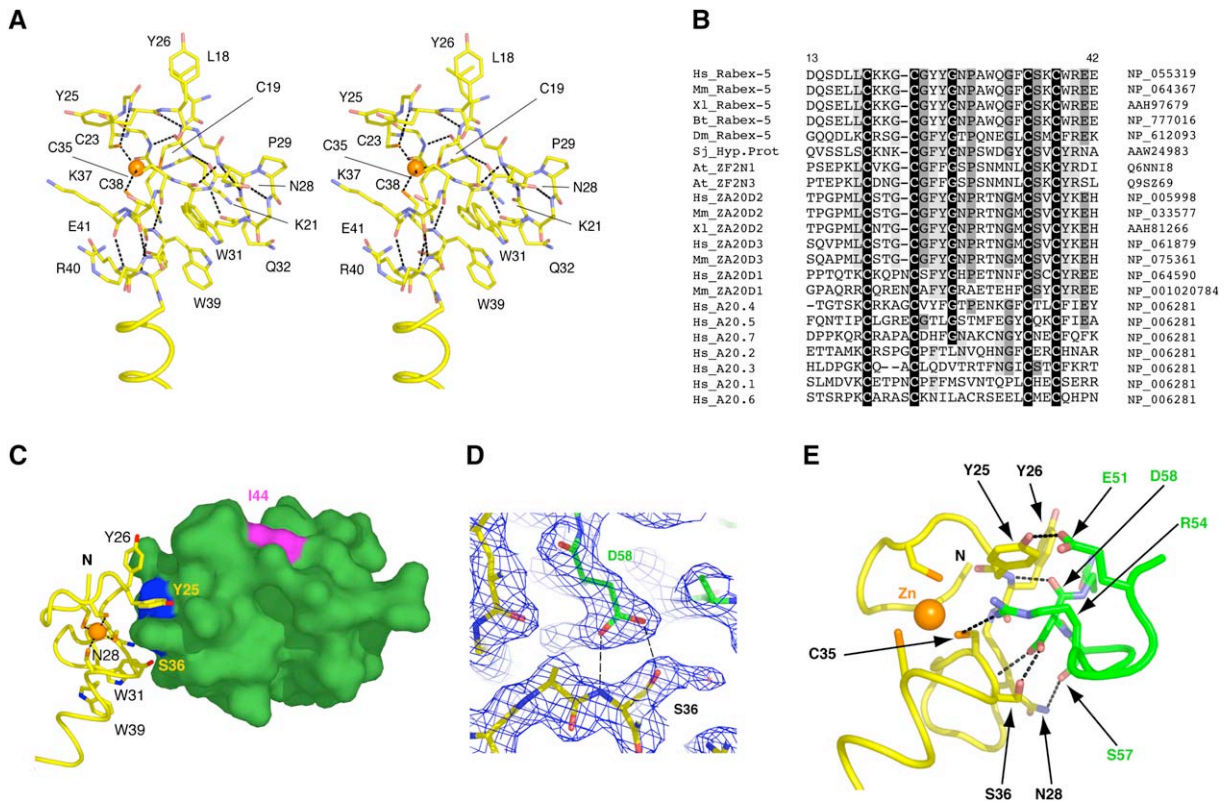 A
Y26
L18
Y25
C19
C23
C35
P29
K37
C38
N28
E41
K21
W31
R40
Q32
W39
Y26
L18
Y25
C19
C23
C35
P29
K37
C38
N28
E41
K21
W31
R40
Q32
W39
B
13 42
Hs_Rabex-5 DQSDLLCKKG-CGYYGNPAWQGFCSKCWREE NP_055319
Mm_Rabex-5 DQSELLCKKG-CGYYGNPAWQGFCSKCWREE NP_064367
Xl_Rabex-5 DQSELLCKKG-CGYYGNPAWQGFCSKCWREE AAH97679
Bt_Rabex-5 DQSELLCKKG-CGYYGNPAWQGFCSKCWREE NP_777016
Dm_Rabex-5 GQQDLKCRSG-CGFYGTPQNEGLCSMCFREK NP_612093
Sj_Hyp.Prot QVSSLSCKNG-CGFYGNPEWKNFCSVCYRNA AAW24983
At_ZF2N1 PSEPKLCVNG-CGFFGSPSNMNLCSKCYRDI Q6NNI8
At_ZF2N3 PTEPKLCDNG-CGFFGSPSNMNLCSKCYRSL Q9SZ69
Hs_ZA20D2 TPGPMLCSTG-CGFYGNPRTNGMCSVCYKEH NP_005998
Mm_ZA20D2 TPGPMLCSTG-CGFYGNPRTNGMCSVCYKEH NP_033577
Xl_ZA20D2 TPGPMLCSTG-CGFYGNPRTNGMCSVCYKEH AAH81266
Hs_ZA20D3 SQVPMLCSTG-CGFYGNPRTNGMCSVCYKEH NP_061879
Mm_ZA20D3 SQAPMLCSTG-CGFYGNPRTNGMCSVCYKEH NP_075361
Hs_ZA20D1 PPTQTKCKQPNCSFYGHPETNNFCSCCYREE NP_064590
Mm_ZA20D1 GPAQRRCQRENCAFYGRAETEHFCSYCYREE NP_001020784
Hs_A20.4 -TGTSKCRKAGCVYFGTPENKGFCTLCFIEY NP_006281
Hs_A20.5 FQNTIPCLGRECGTLGSTMFEGYCQKCFIEA NP_006281
Hs_A20.7 DPPKQRCRAPACDHFGNAKCNGYCNECFQFK NP_006281
Hs_A20.2 ETTAMKCRSPGCPFTLNVQHNGFCERCHNAR NP_006281
Hs_A20.3 HLDPGKCQ--ACLQDVTRTFNGICSTCFKRT NP_006281
Hs_A20.1 SLMDVKCETPNCPFFMSVNTQPLCHECSERR NP_006281
Hs_A20.6 STSRPKCARASCKNILACRSEELCMECQHPN NP_006281
C
I44
Y26
N
Y25
N28
S36
W31
W39
D
D58
S36
E
Y25
Y26
E51
D58
R54
N
Zn
C35
S57
S36
N28